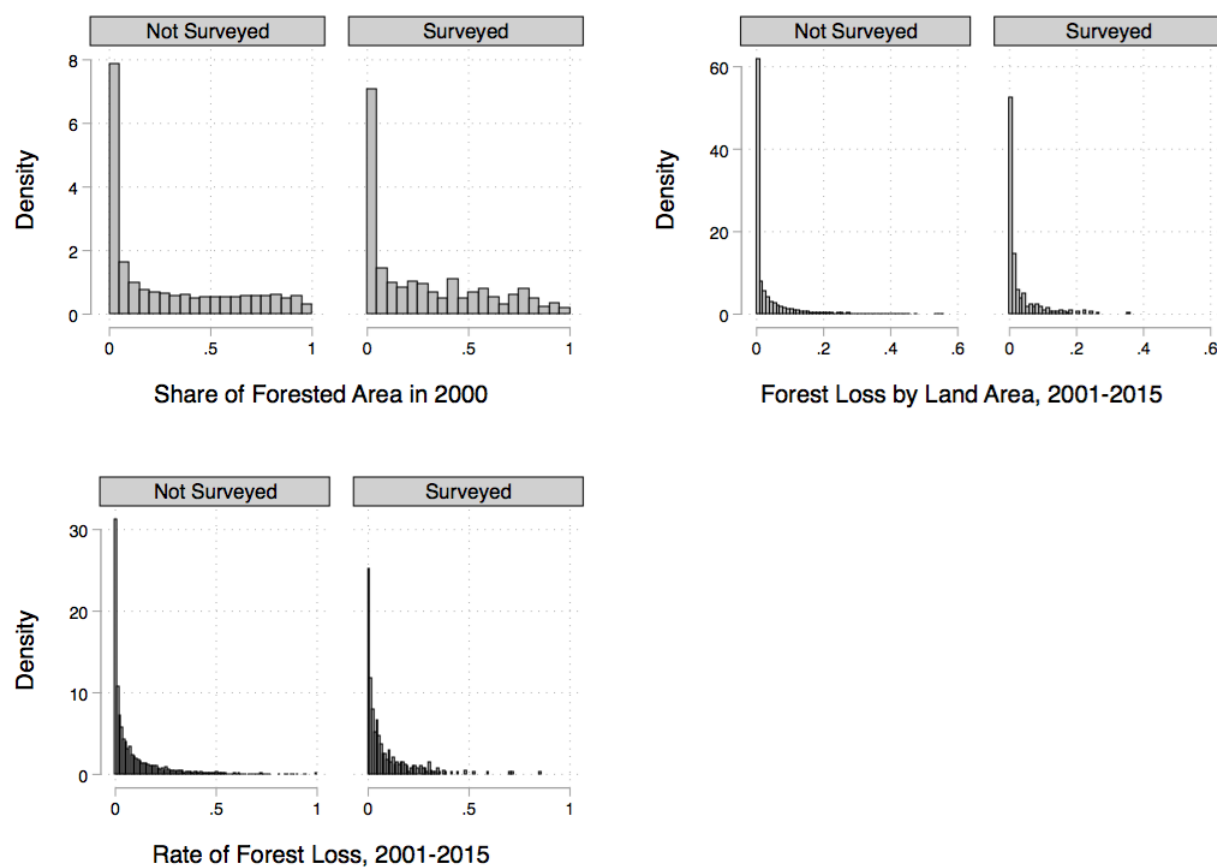 Not Surveyed
Surveyed
Density
8
6
4
2
0
0
.5
1
0
.5
1
Share of Forested Area in 2000
Not Surveyed
Surveyed
Density
60
40
20
0
0
.2
.4
.6
0
.2
.4
.6
Forest Loss by Land Area, 2001-2015
Not Surveyed
Surveyed
Density
30
20
10
0
0
.5
1
0
.5
1
Rate of Forest Loss, 2001-2015